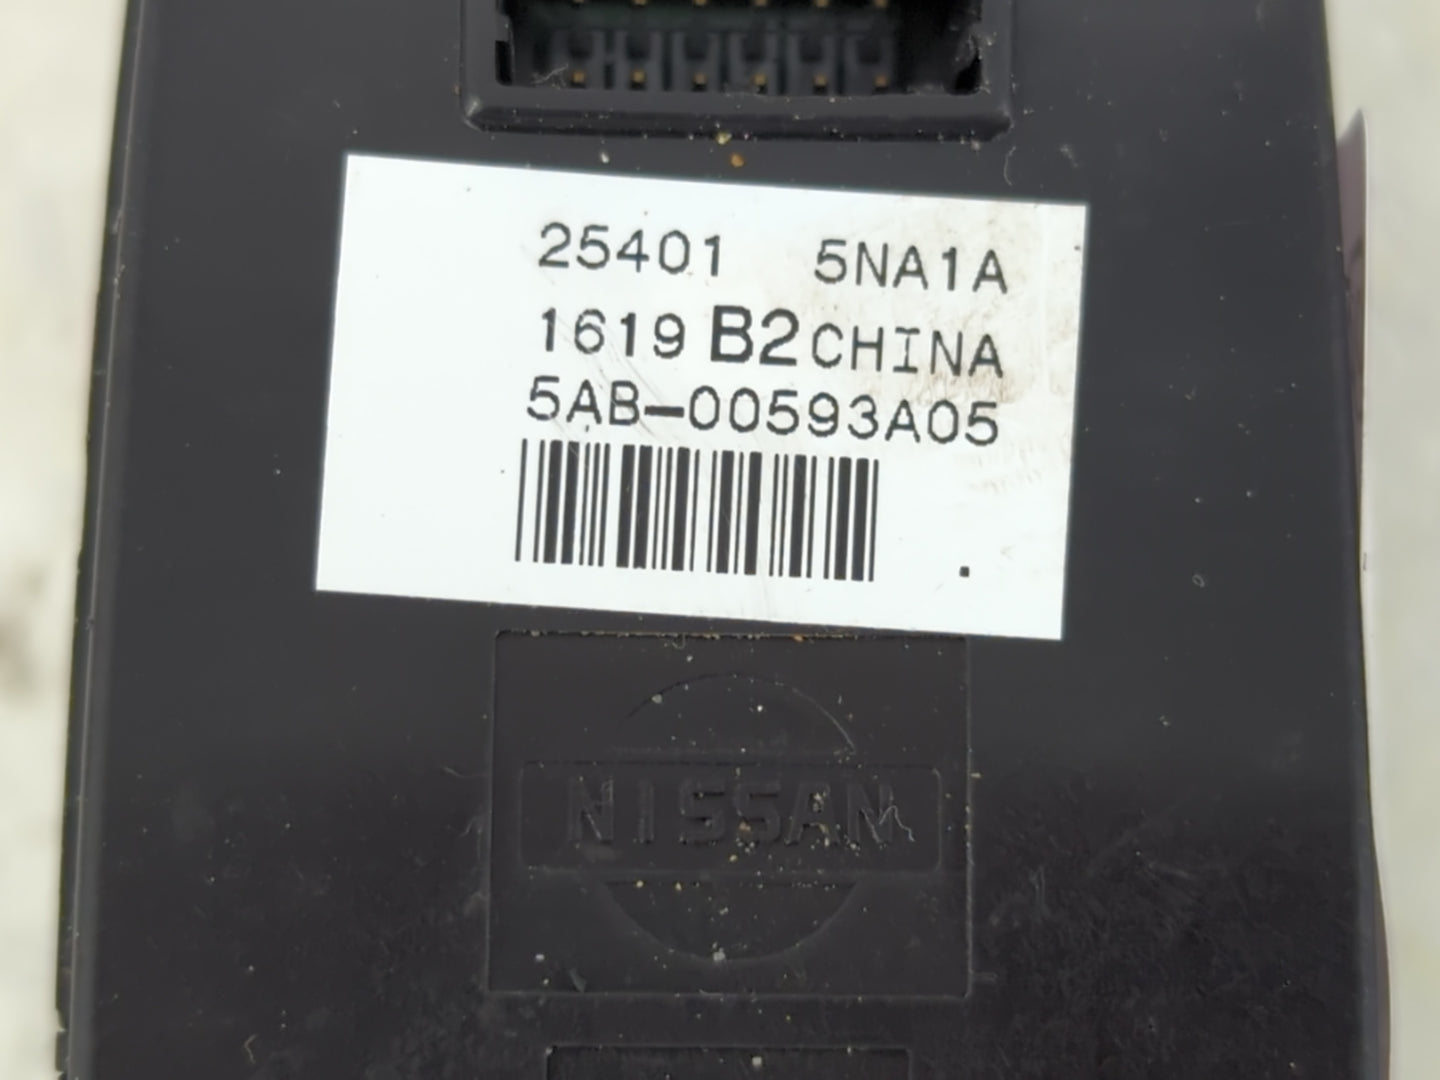 25401 5NA1A
1619 B2 CHINA
5AB-00593A05
NISSAN